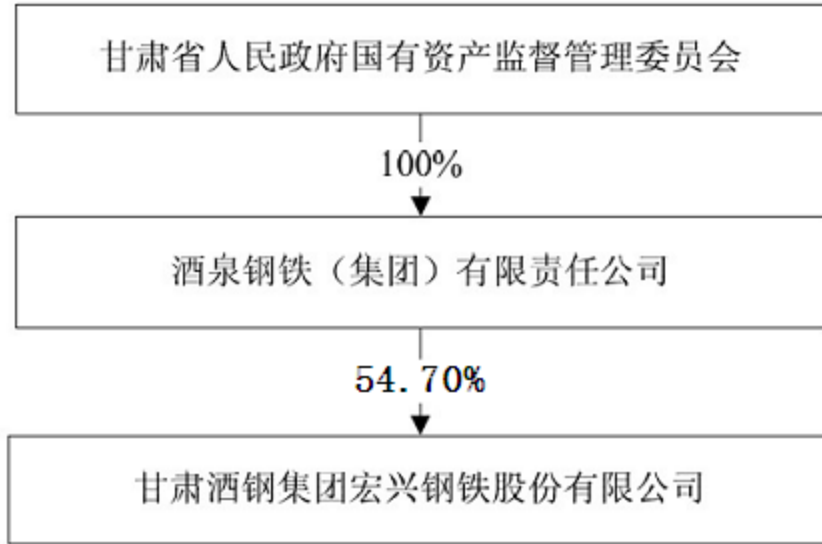 甘肃省人民政府国有资产监督管理委员会
100%
酒泉钢铁（集团）有限责任公司
54.70%
甘肃酒钢集团宏兴钢铁股份有限公司